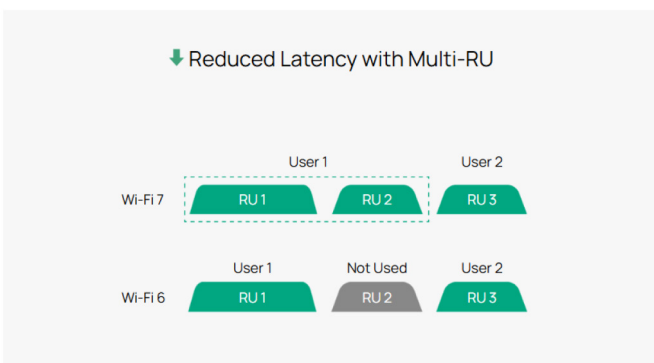 Reduced Latency with Multi-RU
User 1 User 2
Wi-Fi 7 RU 1 RU 2 RU 3
User 1 Not Used User 2
Wi-Fi 6 RU 1 RU 2 RU 3